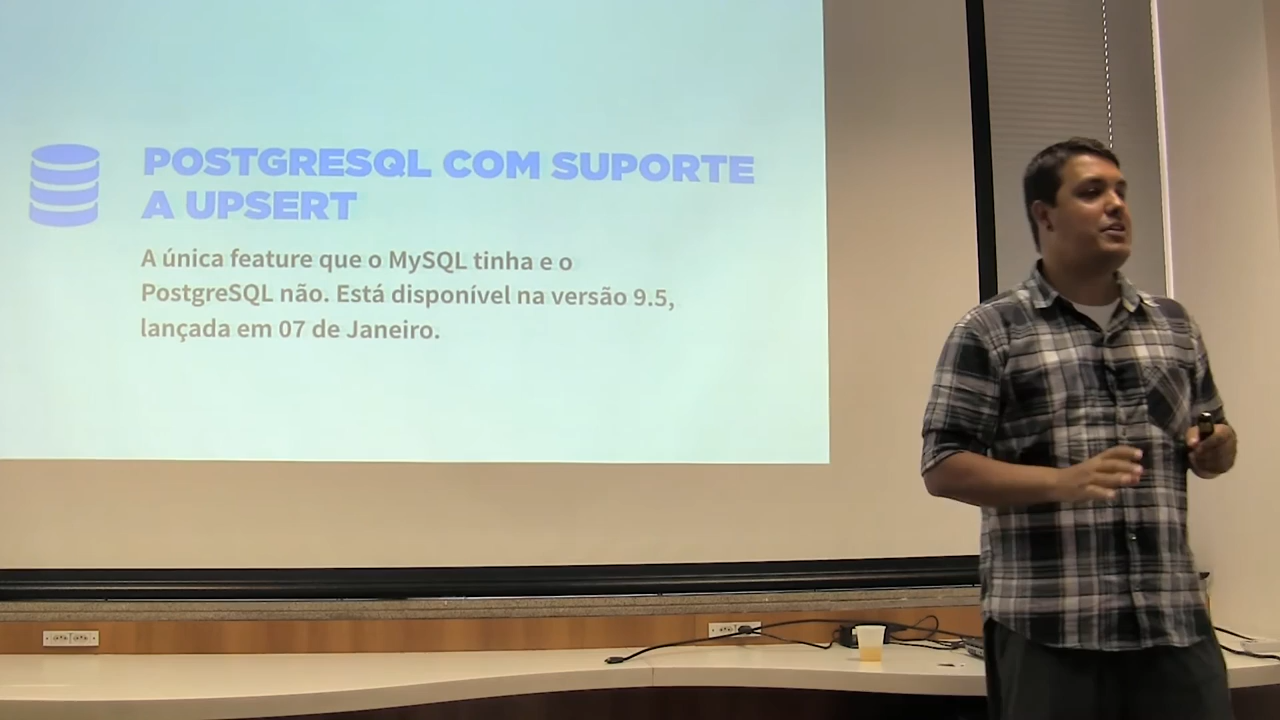 POSTGRESQL COM SUPORTE
A UPSERT
A única feature que o MySQL tinha e o
PostgreSQL não. Está disponível na versão 9.5,
lançada em 07 de Janeiro.